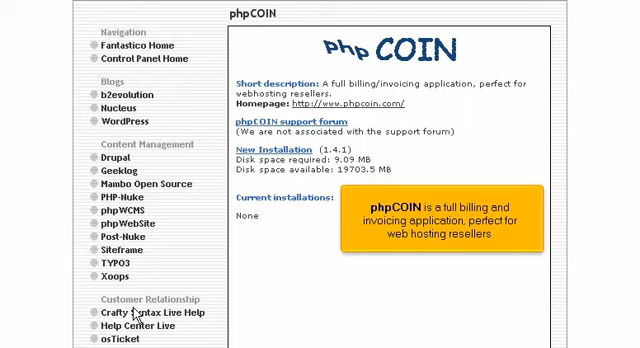 phpCOIN
Navigation
Fantastico Home
Control Panel Home
Blogs
b2evolution
Nucleus
WordPress
Content Management
Drupal
Geeklog
Mambo Open Source
PHP-Nuke
phpWCMS
phpWebSite
Post-Nuke
Siteframe
TYPO3
Xoops
Customer Relationship
Crafty Syntax Live Help
Help Center Live
osTicket
php COIN
Short description: A full billing/invoicing application, perfect for
webhosting resellers.
Homepage: http://www.phpcoin.com/
phpCOIN support forum
(We are not associated with the support forum)
New Installation (1.4.1)
Disk space required: 9.09 MB
Disk space available: 19703.5 MB
Current installations:
None
phpCOIN is a full billing and
invoicing application, perfect for
web hosting resellers